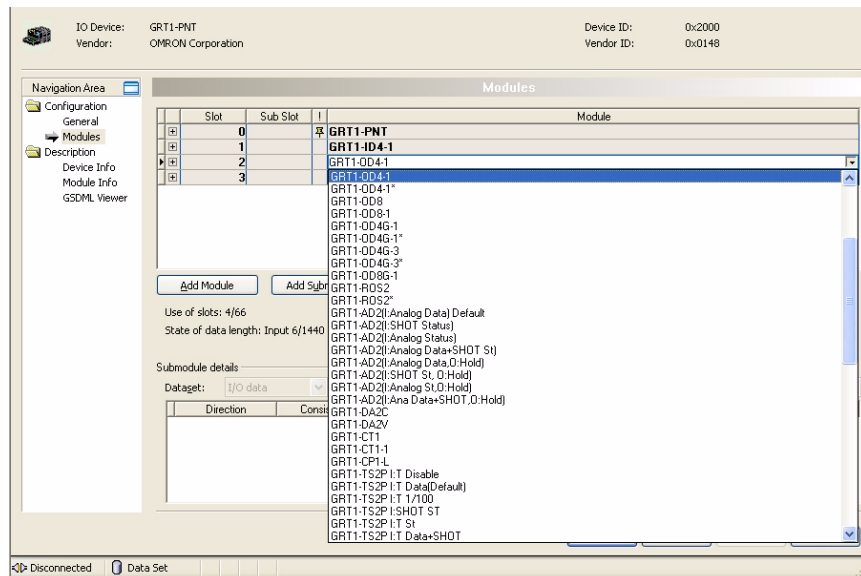 IO Device: GRT1-PNT Device ID: 0x2000
Vendor: OMRON Corporation Vendor ID: 0x0148
Navigation Area
Modules
Configuration
General
Modules
Description
Device Info
Module Info
GSDML Viewer
Slot Sub Slot ! Module
0 GRT1-PNT
1 GRT1-ID4-1
2 GRT1-OD4-1
3
GRT1-OD4-1
GRT1-OD4-1*
GRT1-OD8
GRT1-OD8-1
GRT1-OD4G-1
GRT1-OD4G-1*
GRT1-OD4G-3
GRT1-OD4G-3*
GRT1-OD8G-1
GRT1-ROS2
GRT1-ROS2*
GRT1-AD2(I:Analog Data) Default
GRT1-AD2(I:SHOT Status)
GRT1-AD2(I:Analog Status)
GRT1-AD2(I:Analog Data+SHOT St)
GRT1-AD2(I:Analog Data,O:Hold)
GRT1-AD2(I:SHOT St, O:Hold)
GRT1-AD2(I:Analog St,O:Hold)
GRT1-AD2(I:Ana Data+SHOT,O:Hold)
GRT1-DA2C
GRT1-DA2V
GRT1-CT1
GRT1-CT1-1
GRT1-CP1-L
GRT1-TS2P I:T Disable
GRT1-TS2P I:T Data(Default)
GRT1-TS2P I:T 1/100
GRT1-TS2P I:SHOT ST
GRT1-TS2P I:T St
GRT1-TS2P I:T Data+SHOT
Add Module Add Subm
Use of slots: 4/66
State of data length: Input 6/1440
Submodule details
Dataset: I/O data
Direction Consis
Disconnected Data Set